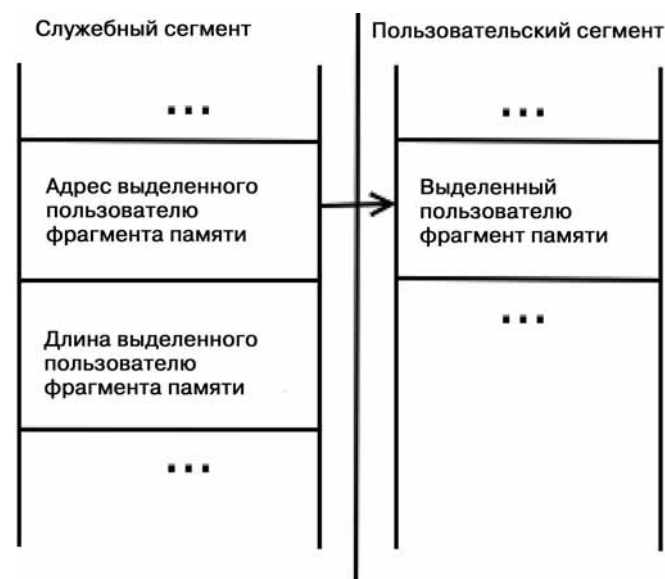 Служебный сегмент
Пользовательский сегмент
...
Адрес выделенного
пользователю
фрагмента памяти
Длина выделенного
пользователю
фрагмента памяти
...
...
Выделенный
пользователю
фрагмент памяти
...